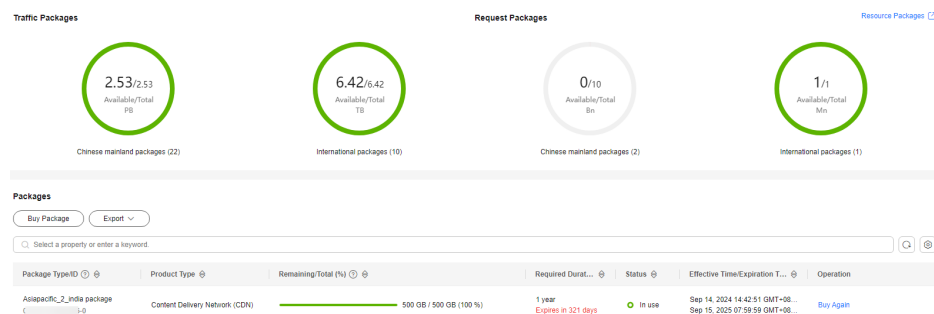 Traffic Packages
Request Packages
Resource Packages
2.53/2.53
Available/Total
PB
Chinese mainland packages (22)
6.42/6.42
Available/Total
TB
International packages (10)
0/10
Available/Total
Bn
Chinese mainland packages (2)
1/1
Available/Total
Mn
International packages (1)
Packages
Buy Package
Export
Select a property or enter a keyword.
Package Type/ID Product Type Remaining/Total (%) Required Durat... Status Effective Time/Expiration T... Operation
Asiapacific_2_india package
Content Delivery Network (CDN)
500 GB / 500 GB (100 %)
1 year
Expires in 321 days
In use
Sep 14, 2024 14:42:51 GMT+08...
Sep 15, 2025 07:59:59 GMT+08...
Buy Again